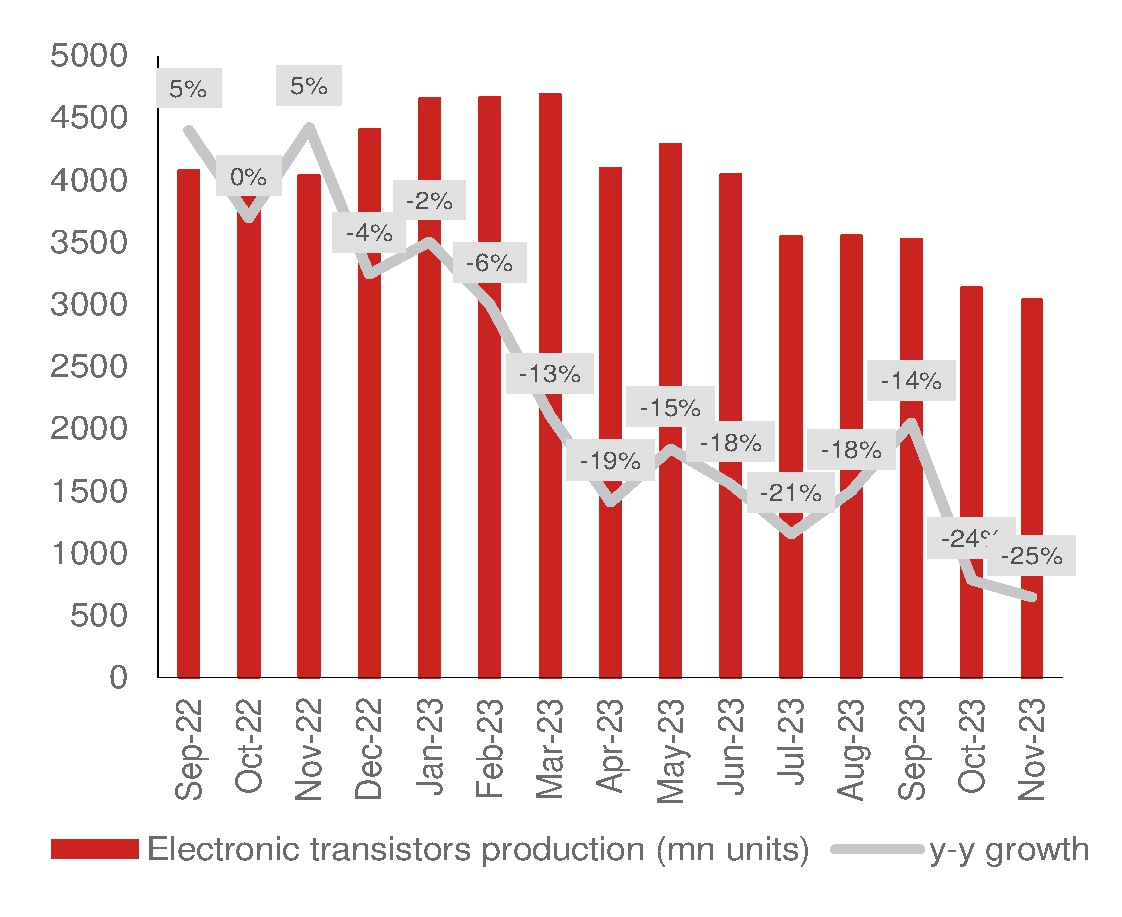 5000
4500
4000
3500
3000
2500
2000
1500
1000
500
0
5%
0%
5%
-4%
-2%
-6%
-13%
-19%
-15%
-18%
-21%
-18%
-14%
-24%
-25%
Sep-22
Oct-22
Nov-22
Dec-22
Jan-23
Feb-23
Mar-23
Apr-23
May-23
Jun-23
Jul-23
Aug-23
Sep-23
Oct-23
Nov-23
Electronic transistors production (mn units) y-y growth